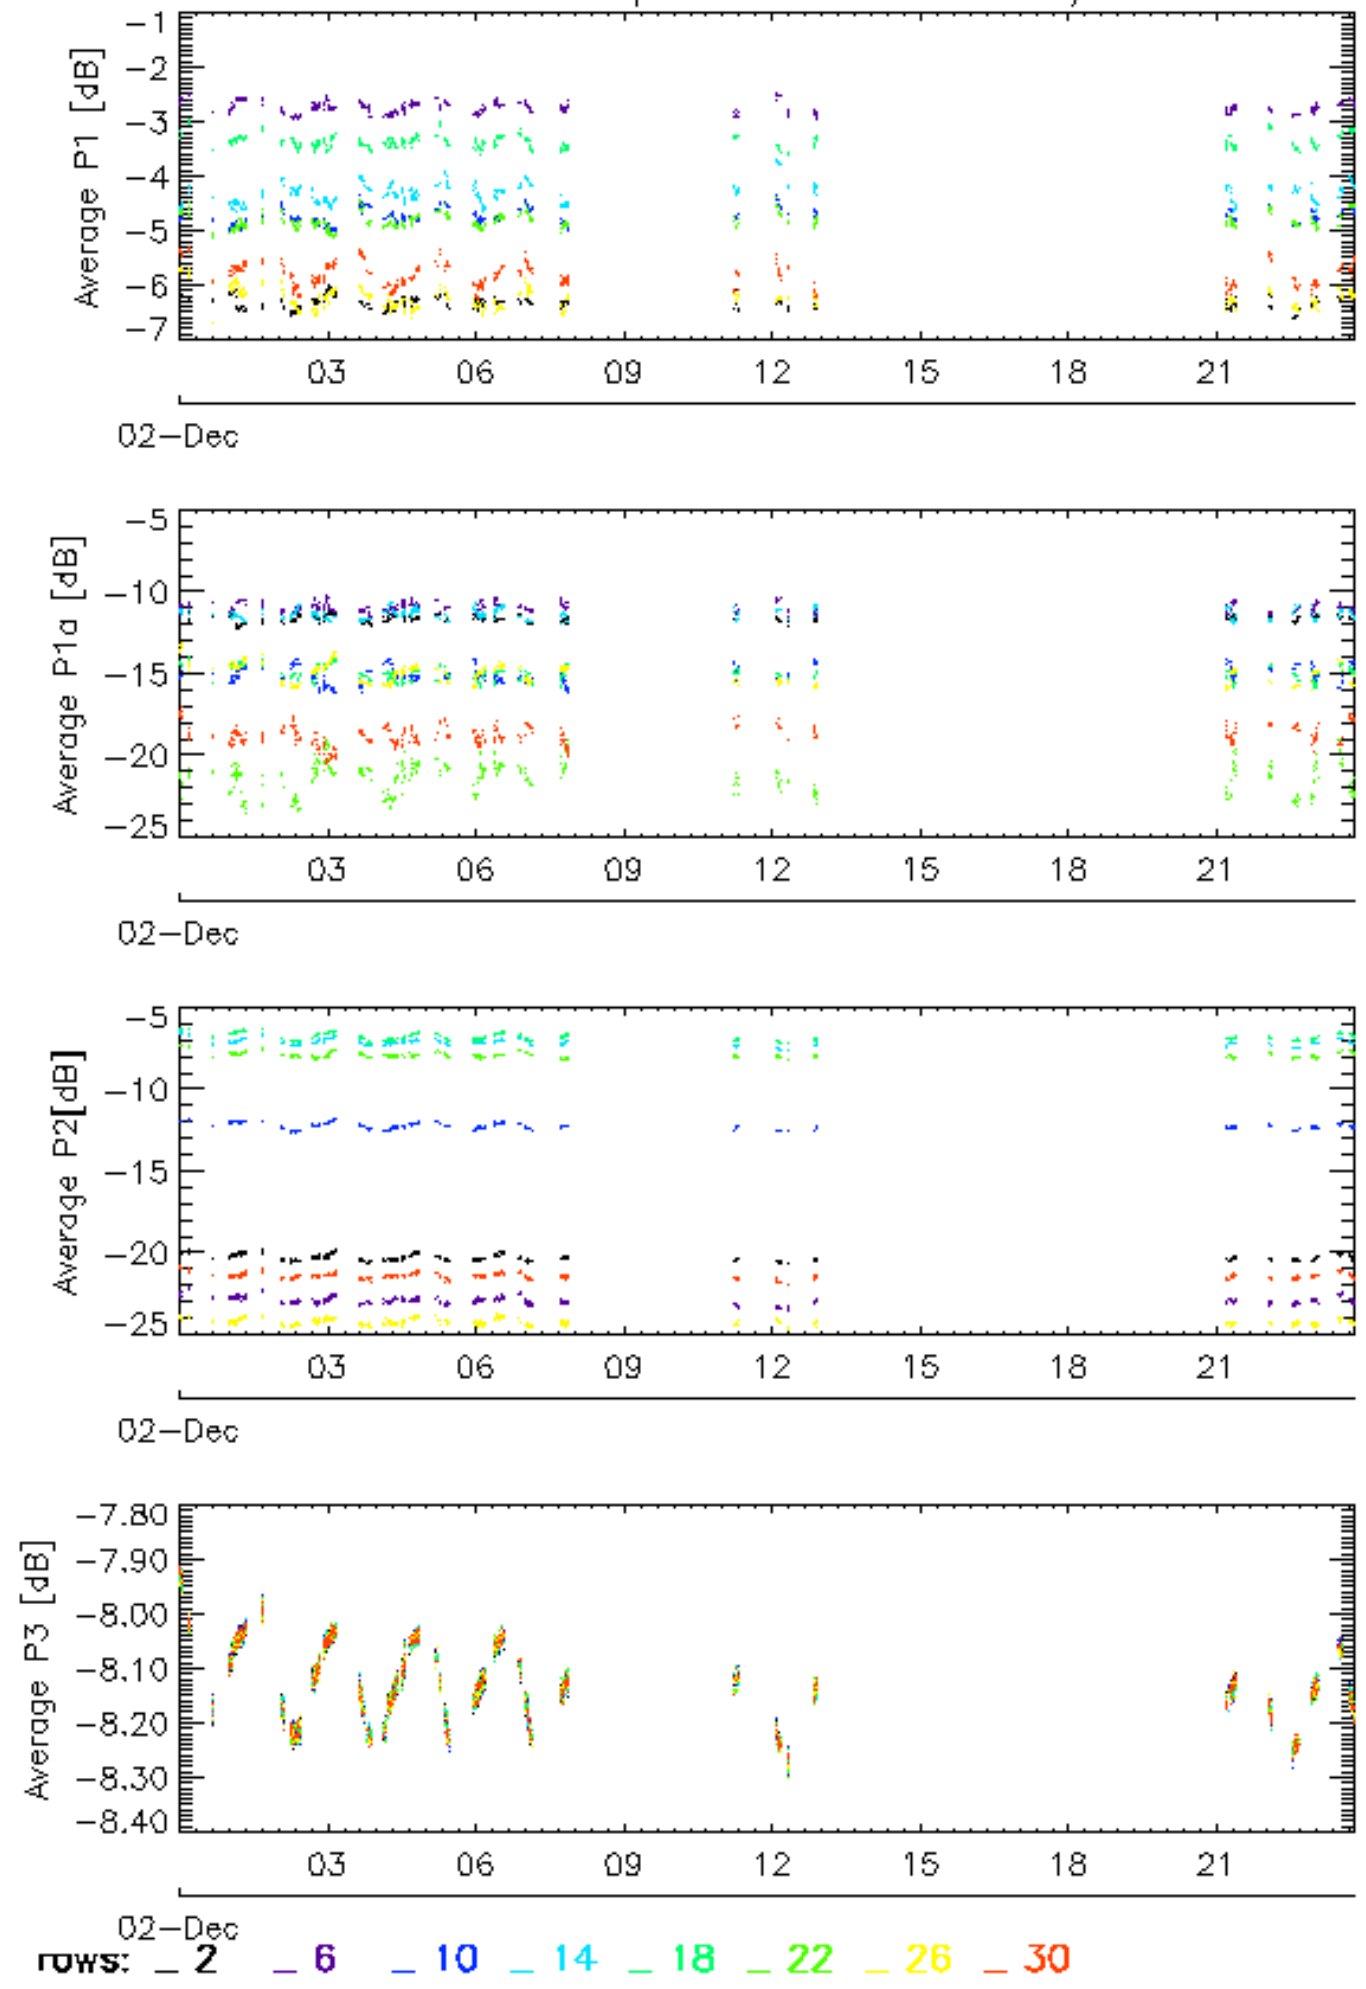 Average P1 [dB]
-1
-2
-3
-4
-5
-6
-7
03 06 09 12 15 18 21
02-Dec
Average P1a [dB]
-5
-10
-15
-20
-25
03 06 09 12 15 18 21
02-Dec
Average P2[dB]
-5
-10
-15
-20
-25
03 06 09 12 15 18 21
02-Dec
Average P3 [dB]
-7.80
-7.90
-8.00
-8.10
-8.20
-8.30
-8.40
03 06 09 12 15 18 21
02-Dec
rows: _ 2 _ 6 _ 10 _ 14 _ 18 _ 22 _ 26 _ 30